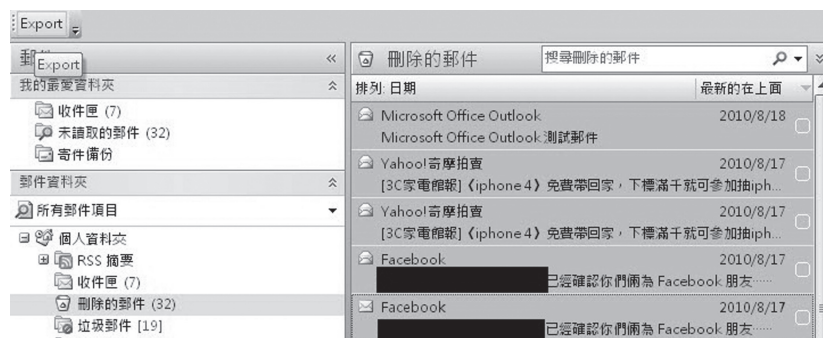 Export
郵件
Export
我的最愛資料夾
收件匣 (7)
未讀取的郵件 (32)
寄件備份
郵件資料夾
所有郵件項目
個人資料夾
RSS 摘要
收件匣 (7)
刪除的郵件 (32)
垃圾郵件 [19]
刪除的郵件
搜尋刪除的郵件
排列: 日期 最新的在上面
Microsoft Office Outlook 2010/8/18
Microsoft Office Outlook 測試郵件
Yahoo!奇摩拍賣 2010/8/17
[3C家電館報]《iphone 4》免費帶回家，下標滿千就可參加抽iph...
Yahoo!奇摩拍賣 2010/8/17
[3C家電館報]《iphone 4》免費帶回家，下標滿千就可參加抽iph...
Facebook 2010/8/17
已經確認你們倆為 Facebook 朋友⋯⋯
Facebook 2010/8/17
已經確認你們倆為 Facebook 朋友⋯⋯